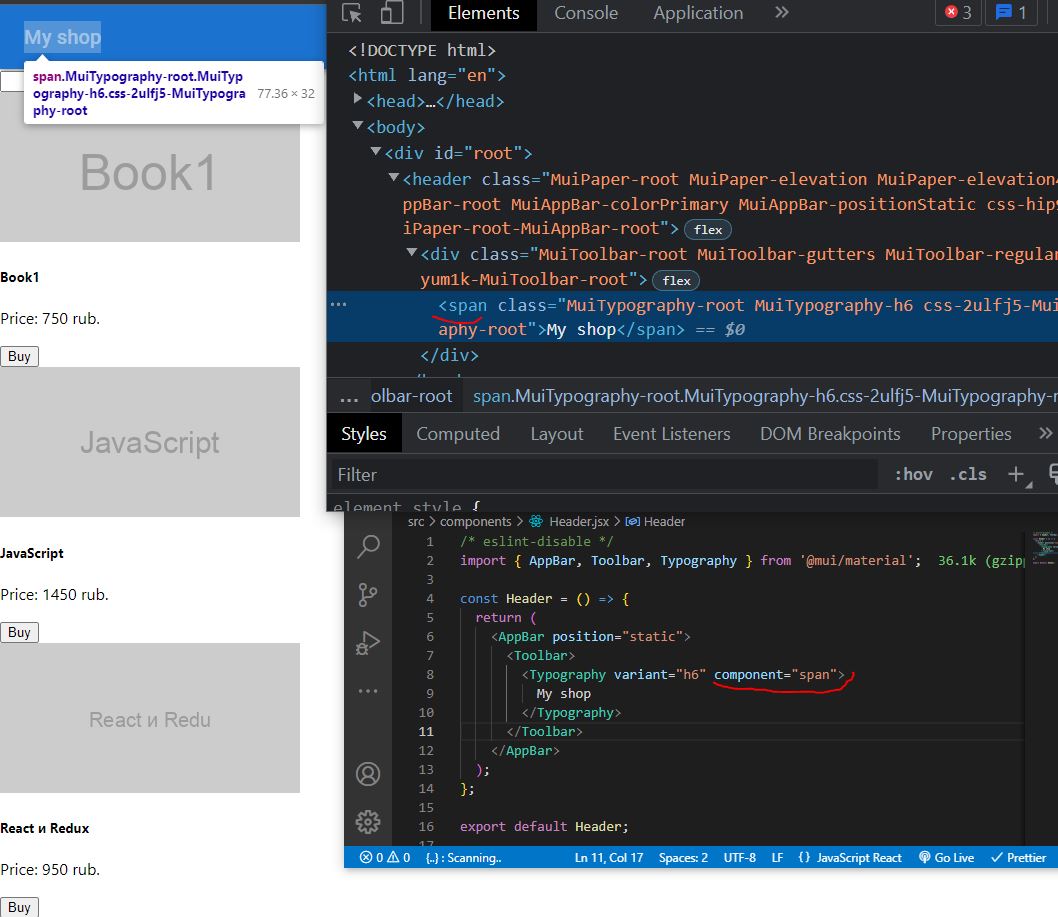 My shop
span.MuiTypography-root.MuiTyp
ography-h6.css-2ulfj5-MuiTypogra
phy-root
77.36 × 32
Book1
Book1
Price: 750 rub.
Buy
JavaScript
JavaScript
Price: 1450 rub.
Buy
React и Redu
React и Redux
Price: 950 rub.
Buy
Elements Console Application » 3 1
<!DOCTYPE html>
<html lang="en">
<head>…</head>
<body>
<div id="root">
<header class="MuiPaper-root MuiPaper-elevation MuiPaper-elevation4
ppBar-root MuiAppBar-colorPrimary MuiAppBar-positionStatic css-hip9
iPaper-root-MuiAppBar-root"> flex
<div class="MuiToolbar-root MuiToolbar-gutters MuiToolbar-regular
yum1k-MuiToolbar-root"> flex
<span class="MuiTypography-root MuiTypography-h6 css-2ulfj5-Mui
aphy-root">My shop</span> == $0
</div>
… olbar-root span.MuiTypography-root.MuiTypography-h6.css-2ulfj5-MuiTypography-r
Styles Computed Layout Event Listeners DOM Breakpoints Properties »
Filter :hov .cls +
element.style {
src > components > Header.jsx > Header
1 /* eslint-disable */
2 import { AppBar, Toolbar, Typography } from '@mui/material'; 36.1k (gzipp
3
4 const Header = () => {
5 return (
6 <AppBar position="static">
7 <Toolbar>
8 <Typography variant="h6" component="span">
9 My shop
10 </Typography>
11 </Toolbar>
12 </AppBar>
13 );
14 };
15
16 export default Header;
17
0 0 {..} : Scanning.. Ln 11, Col 17 Spaces: 2 UTF-8 LF {} JavaScript React Go Live Prettier